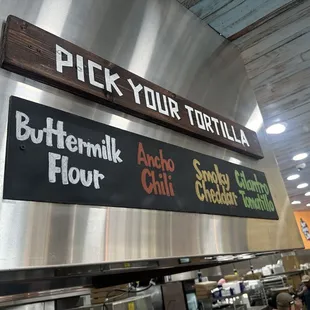 PICK YOUR TORTILLA
Buttermilk
Flour
Ancho
Chili
Smoky
Cheddar
Cilantro
Tomatillo